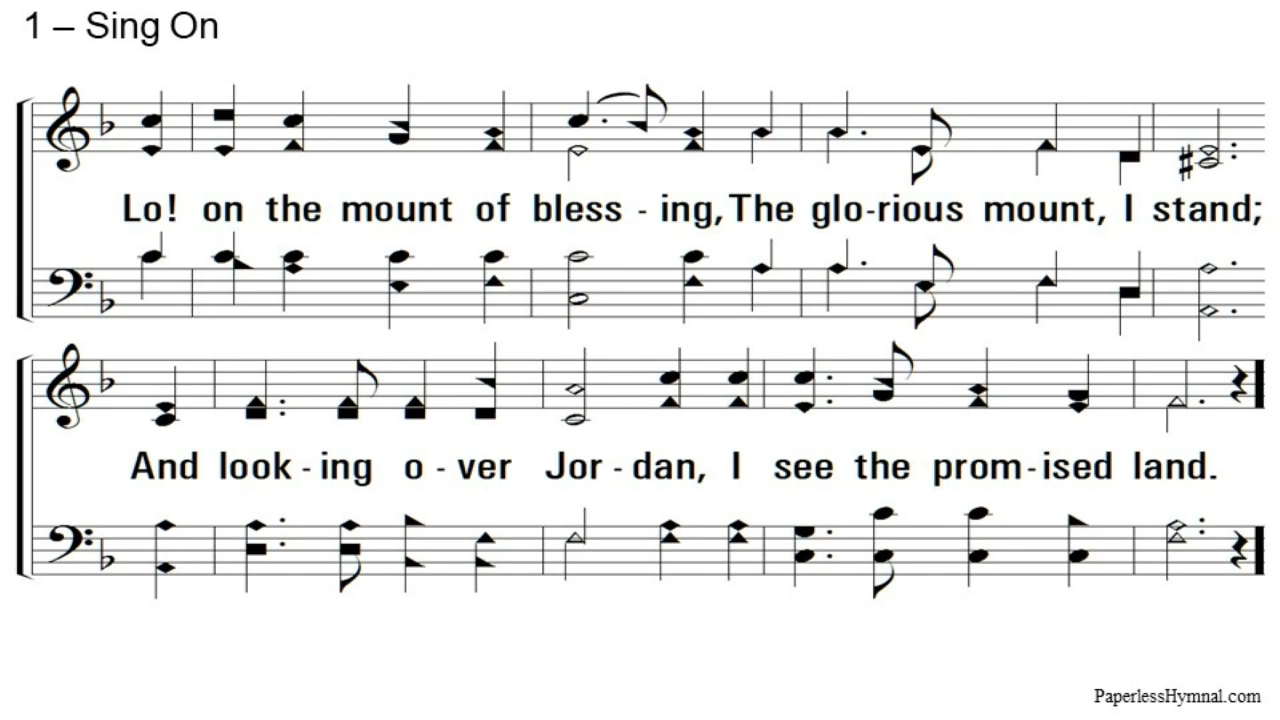 1 – Sing On
Lo! on the mount of bless - ing, The glo-rious mount, I stand;
And look - ing o - ver Jor - dan, I see the prom-ised land.
PaperlessHymnal.com